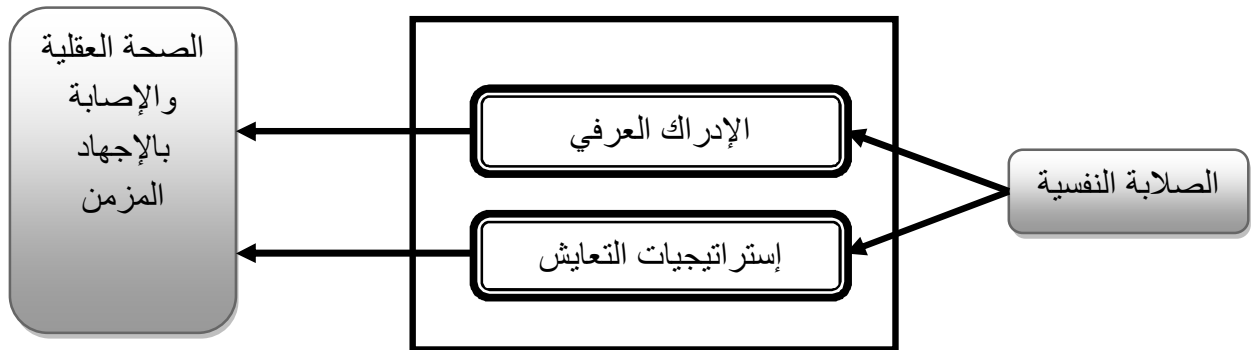 الصلابة النفسية
الإدراك العرفي
إستراتيجيات التعايش
الصحة العقلية
والإصابة
بالإجهاد
المزمن